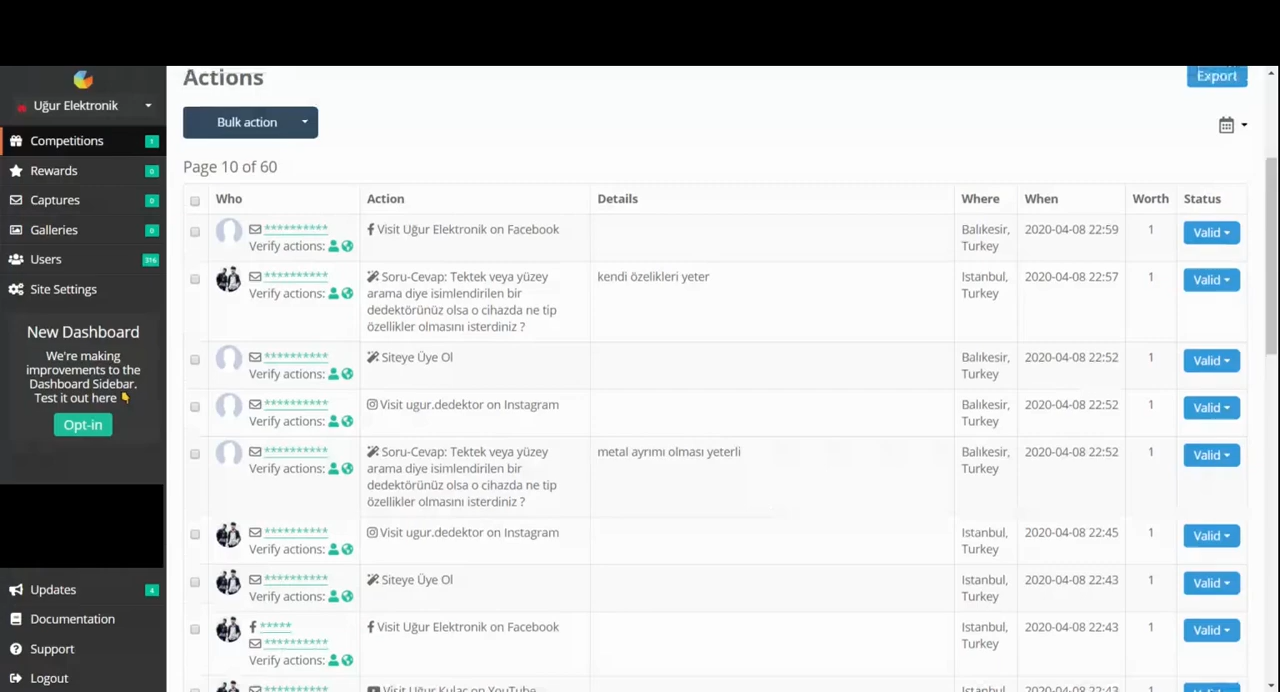 Actions
Export
Uğur Elektronik
Bulk action
Competitions 1
Rewards 0
Captures 0
Galleries 0
Users 316
Site Settings
New Dashboard
We're making
improvements to the
Dashboard Sidebar.
Test it out here 👇
Opt-in
Updates 4
Documentation
Support
Logout
Page 10 of 60
Who Action Details Where When Worth Status
********** Visit Uğur Elektronik on Facebook Balıkesir, 2020-04-08 22:59 1 Valid
Verify actions: Turkey
********** Soru-Cevap: Tektek veya yüzey kendi özelikleri yeter Istanbul, 2020-04-08 22:57 1 Valid
Verify actions: arama diye isimlendirilen bir Turkey
dedektörünüz olsa o cihazda ne tip
özellikler olmasını isterdiniz ?
********** Siteye Üye Ol Balıkesir, 2020-04-08 22:52 1 Valid
Verify actions: Turkey
********** Visit ugur.dedektor on Instagram Balıkesir, 2020-04-08 22:52 1 Valid
Verify actions: Turkey
********** Soru-Cevap: Tektek veya yüzey metal ayrımı olması yeterli Balıkesir, 2020-04-08 22:52 1 Valid
Verify actions: arama diye isimlendirilen bir Turkey
dedektörünüz olsa o cihazda ne tip
özellikler olmasını isterdiniz ?
********** Visit ugur.dedektor on Instagram Istanbul, 2020-04-08 22:45 1 Valid
Verify actions: Turkey
********** Siteye Üye Ol Istanbul, 2020-04-08 22:43 1 Valid
Verify actions: Turkey
***** Visit Uğur Elektronik on Facebook Istanbul, 2020-04-08 22:43 1 Valid
********** Turkey
Verify actions:
********** Visit Uğur Kulaç on YouTube Istanbul,